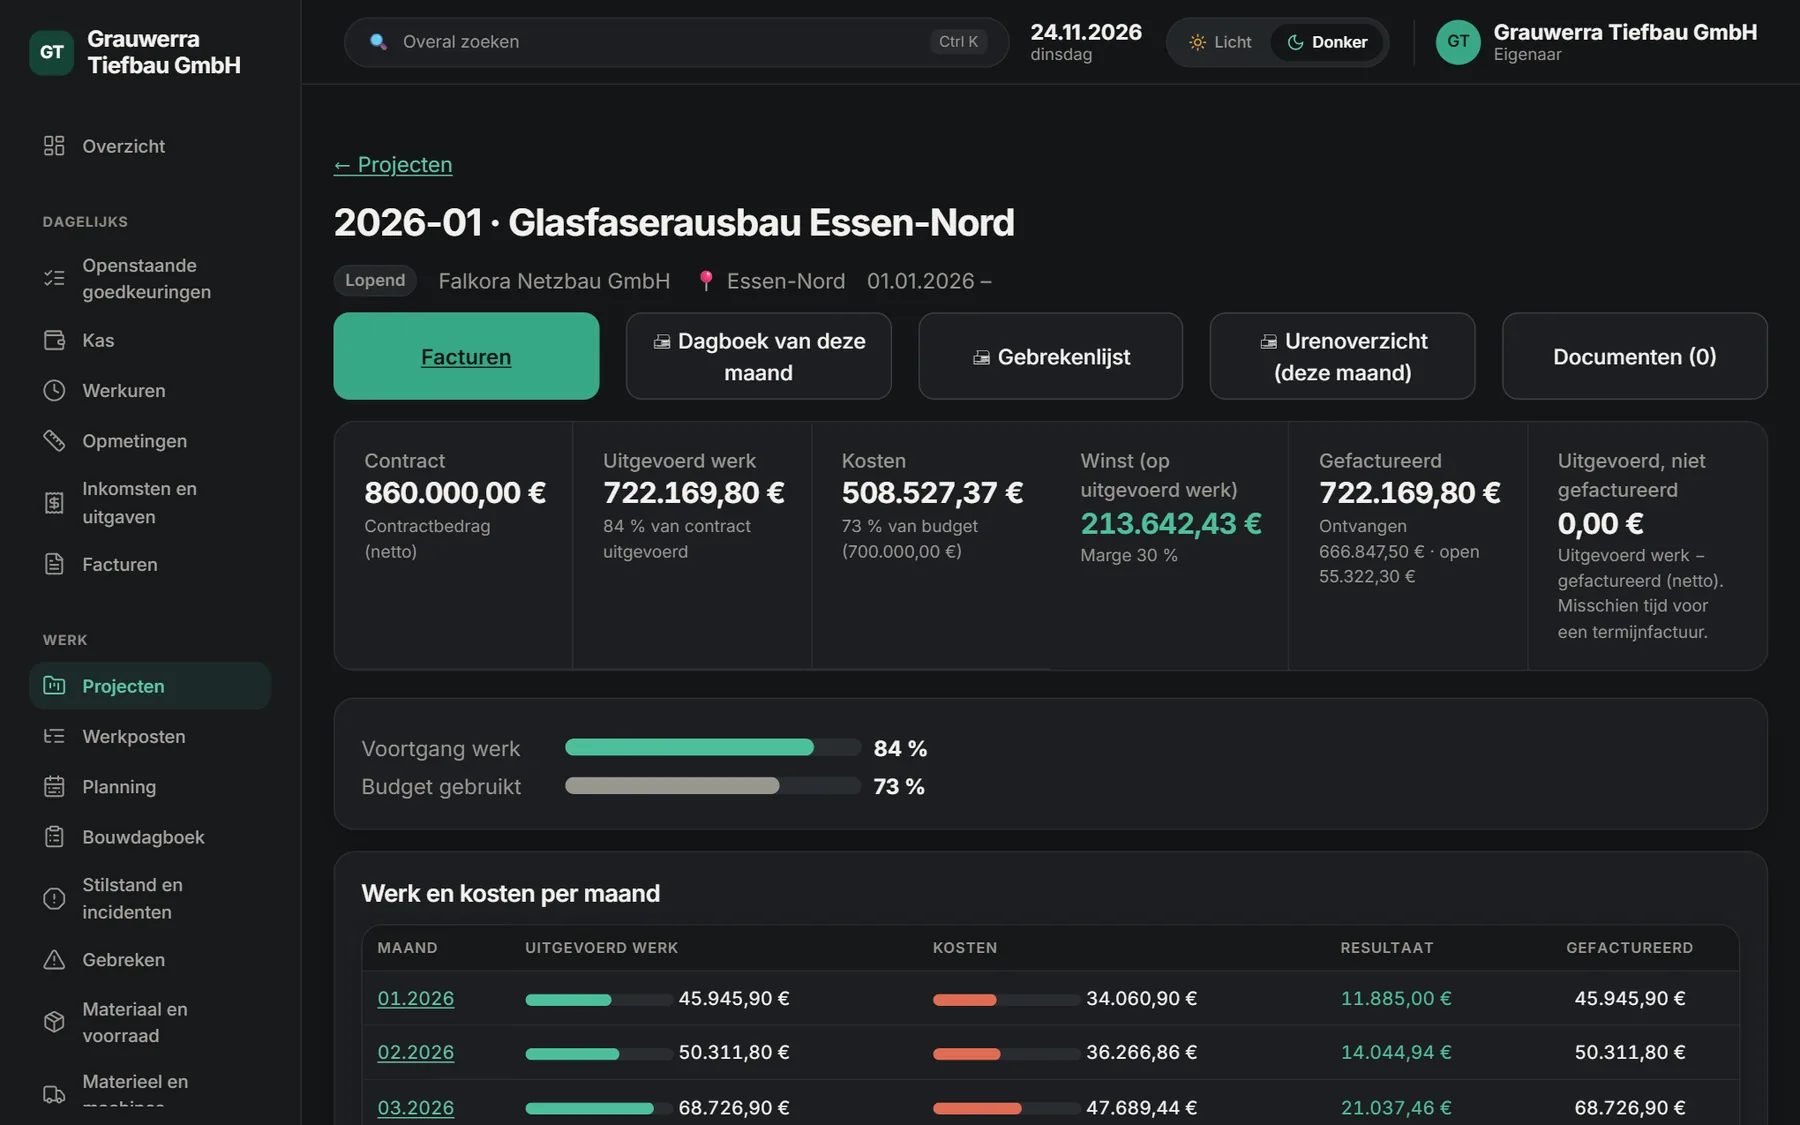 GT
Grauwerra
Tiefbau GmbH
Overal zoeken
Ctrl K
24.11.2026
dinsdag
Licht
Donker
GT
Grauwerra Tiefbau GmbH
Eigenaar
Overzicht
DAGELIJKS
Openstaande
goedkeuringen
Kas
Werkuren
Opmetingen
Inkomsten en
uitgaven
Facturen
WERK
Projecten
Werkposten
Planning
Bouwdagboek
Stilstand en
incidenten
Gebreken
Materiaal en
voorraad
Materieel en
← Projecten
2026-01 · Glasfaserausbau Essen-Nord
Lopend
Falkora Netzbau GmbH
Essen-Nord
01.01.2026 –
Facturen
Dagboek van deze
maand
Gebrekenlijst
Urenoverzicht
(deze maand)
Documenten (0)
Contract
860.000,00 €
Contractbedrag
(netto)
Uitgevoerd werk
722.169,80 €
84 % van contract
uitgevoerd
Kosten
508.527,37 €
73 % van budget
(700.000,00 €)
Winst (op
uitgevoerd werk)
213.642,43 €
Marge 30 %
Gefactureerd
722.169,80 €
Ontvangen
666.847,50 € · open
55.322,30 €
Uitgevoerd, niet
gefactureerd
0,00 €
Uitgevoerd werk –
gefactureerd (netto).
Misschien tijd voor
een termijnfactuur.
Voortgang werk 84 %
Budget gebruikt 73 %
Werk en kosten per maand
MAAND UITGEVOERD WERK KOSTEN RESULTAAT GEFACTUREERD
01.2026 45.945,90 € 34.060,90 € 11.885,00 € 45.945,90 €
02.2026 50.311,80 € 36.266,86 € 14.044,94 € 50.311,80 €
03.2026 68.726,90 € 47.689,44 € 21.037,46 € 68.726,90 €